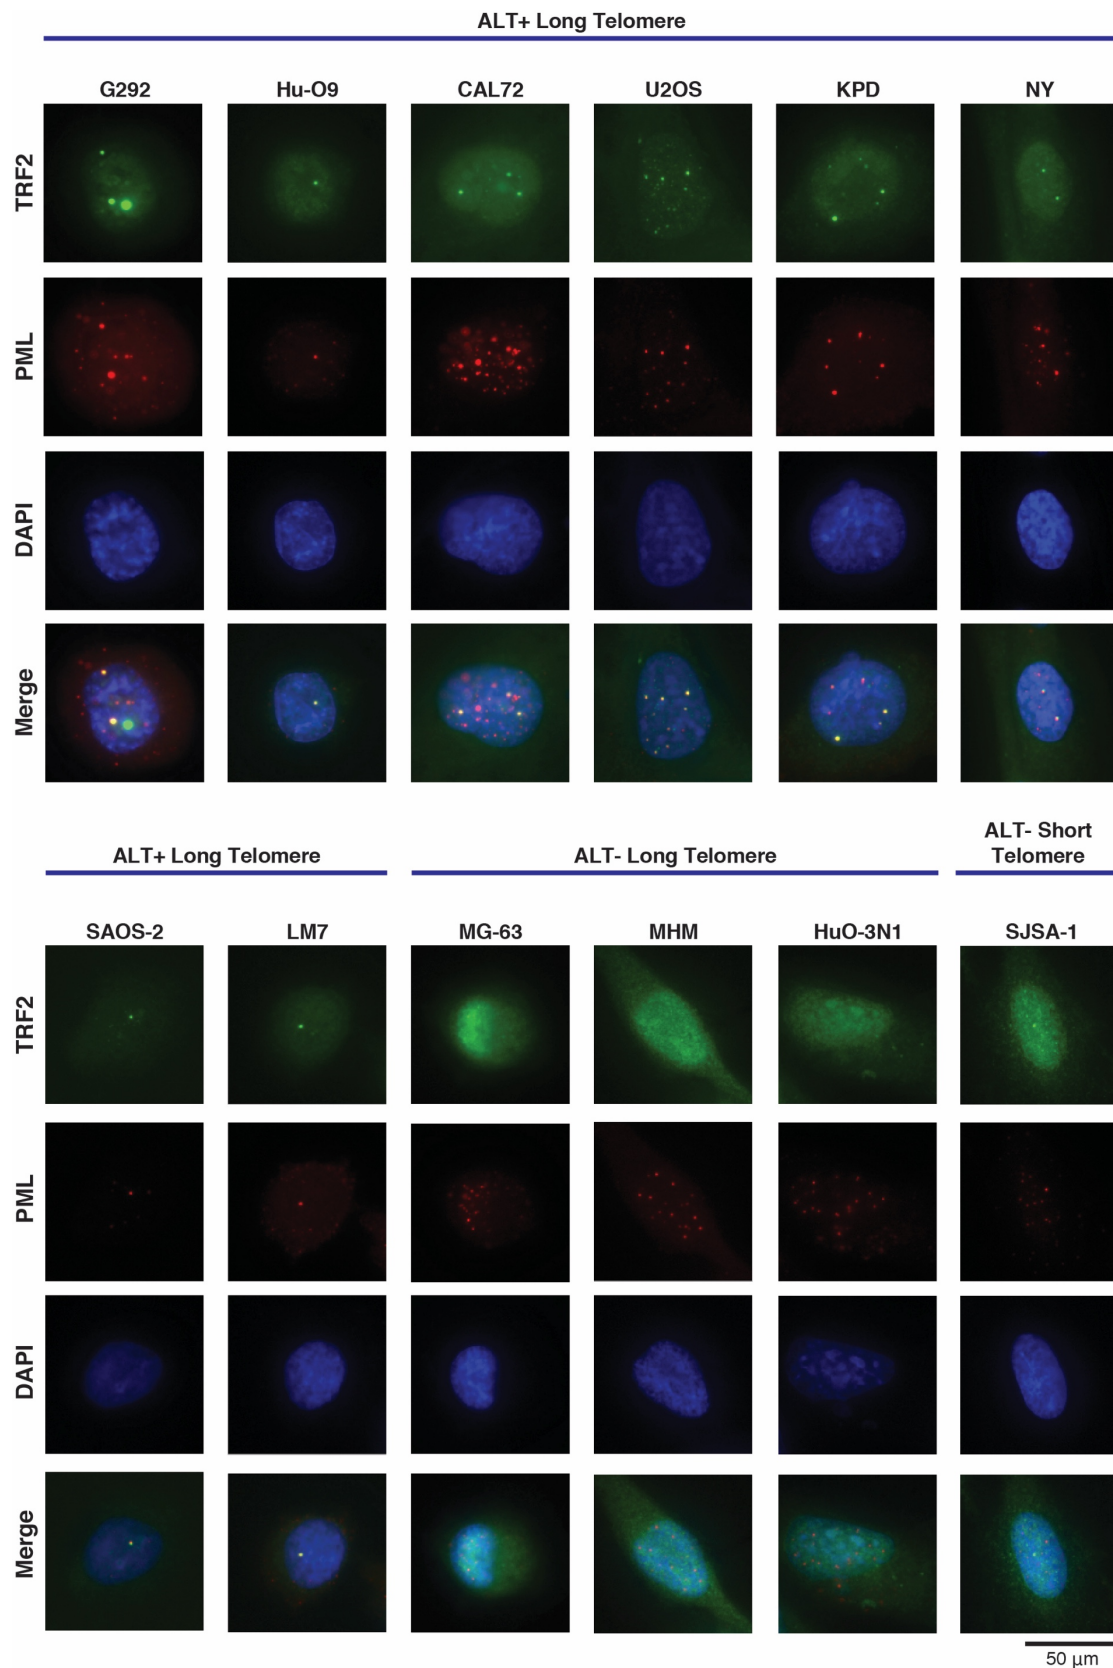 ALT+ Long Telomere
G292 Hu-O9 CAL72 U2OS KPD NY
TRF2
PML
DAPI
Merge
ALT+ Long Telomere ALT- Long Telomere ALT- Short
Telomere
SAOS-2 LM7 MG-63 MHM HuO-3N1 SJSA-1
TRF2
PML
DAPI
Merge
50 μm